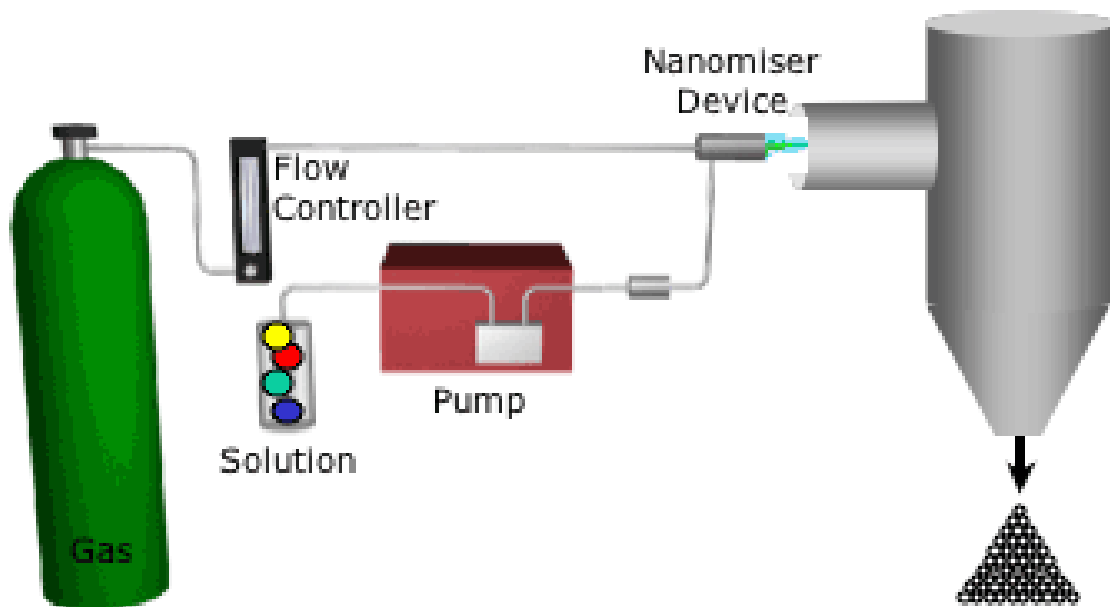 Nanomiser
Device
Flow
Controller
Pump
Solution
Gas